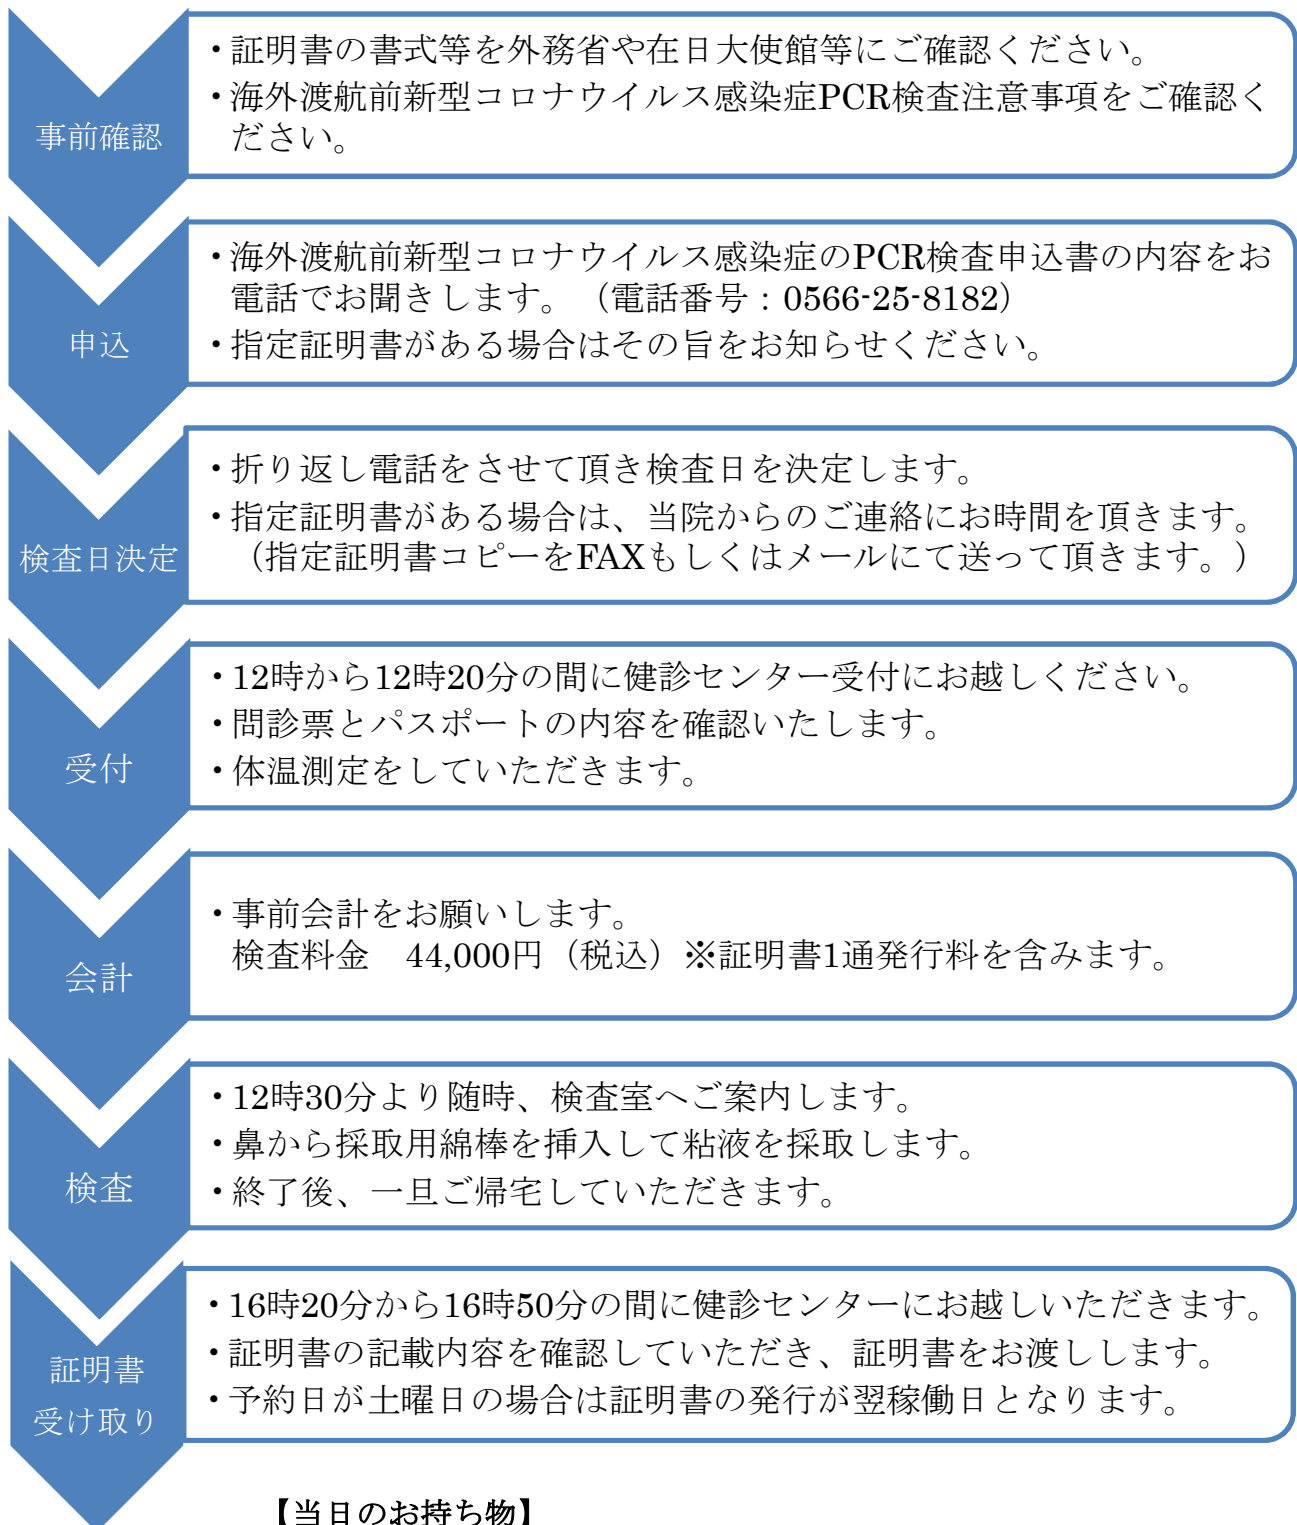 事前確認
・証明書の書式等を外務省や在日大使館等にご確認ください。
・海外渡航前新型コロナウイルス感染症PCR検査注意事項をご確認く
ださい。
申込
・海外渡航前新型コロナウイルス感染症のPCR検査申込書の内容をお
電話でお聞きします。（電話番号：0566-25-8182）
・指定証明書がある場合はその旨をお知らせください。
検査日決定
・折り返し電話をさせて頂き検査日を決定します。
・指定証明書がある場合は、当院からのご連絡にお時間を頂きます。
（指定証明書コピーをFAXもしくはメールにて送って頂きます。）
受付
・12時から12時20分の間に健診センター受付にお越しください。
・問診票とパスポートの内容を確認いたします。
・体温測定をしていただきます。
会計
・事前会計をお願いします。
検査料金　44,000円（税込）※証明書1通発行料を含みます。
検査
・12時30分より随時、検査室へご案内します。
・鼻から採取用綿棒を挿入して粘液を採取します。
・終了後、一旦ご帰宅していただきます。
証明書
受け取り
・16時20分から16時50分の間に健診センターにお越しいただきます。
・証明書の記載内容を確認していただき、証明書をお渡しします。
・予約日が土曜日の場合は証明書の発行が翌稼働日となります。
【当日のお持ち物】